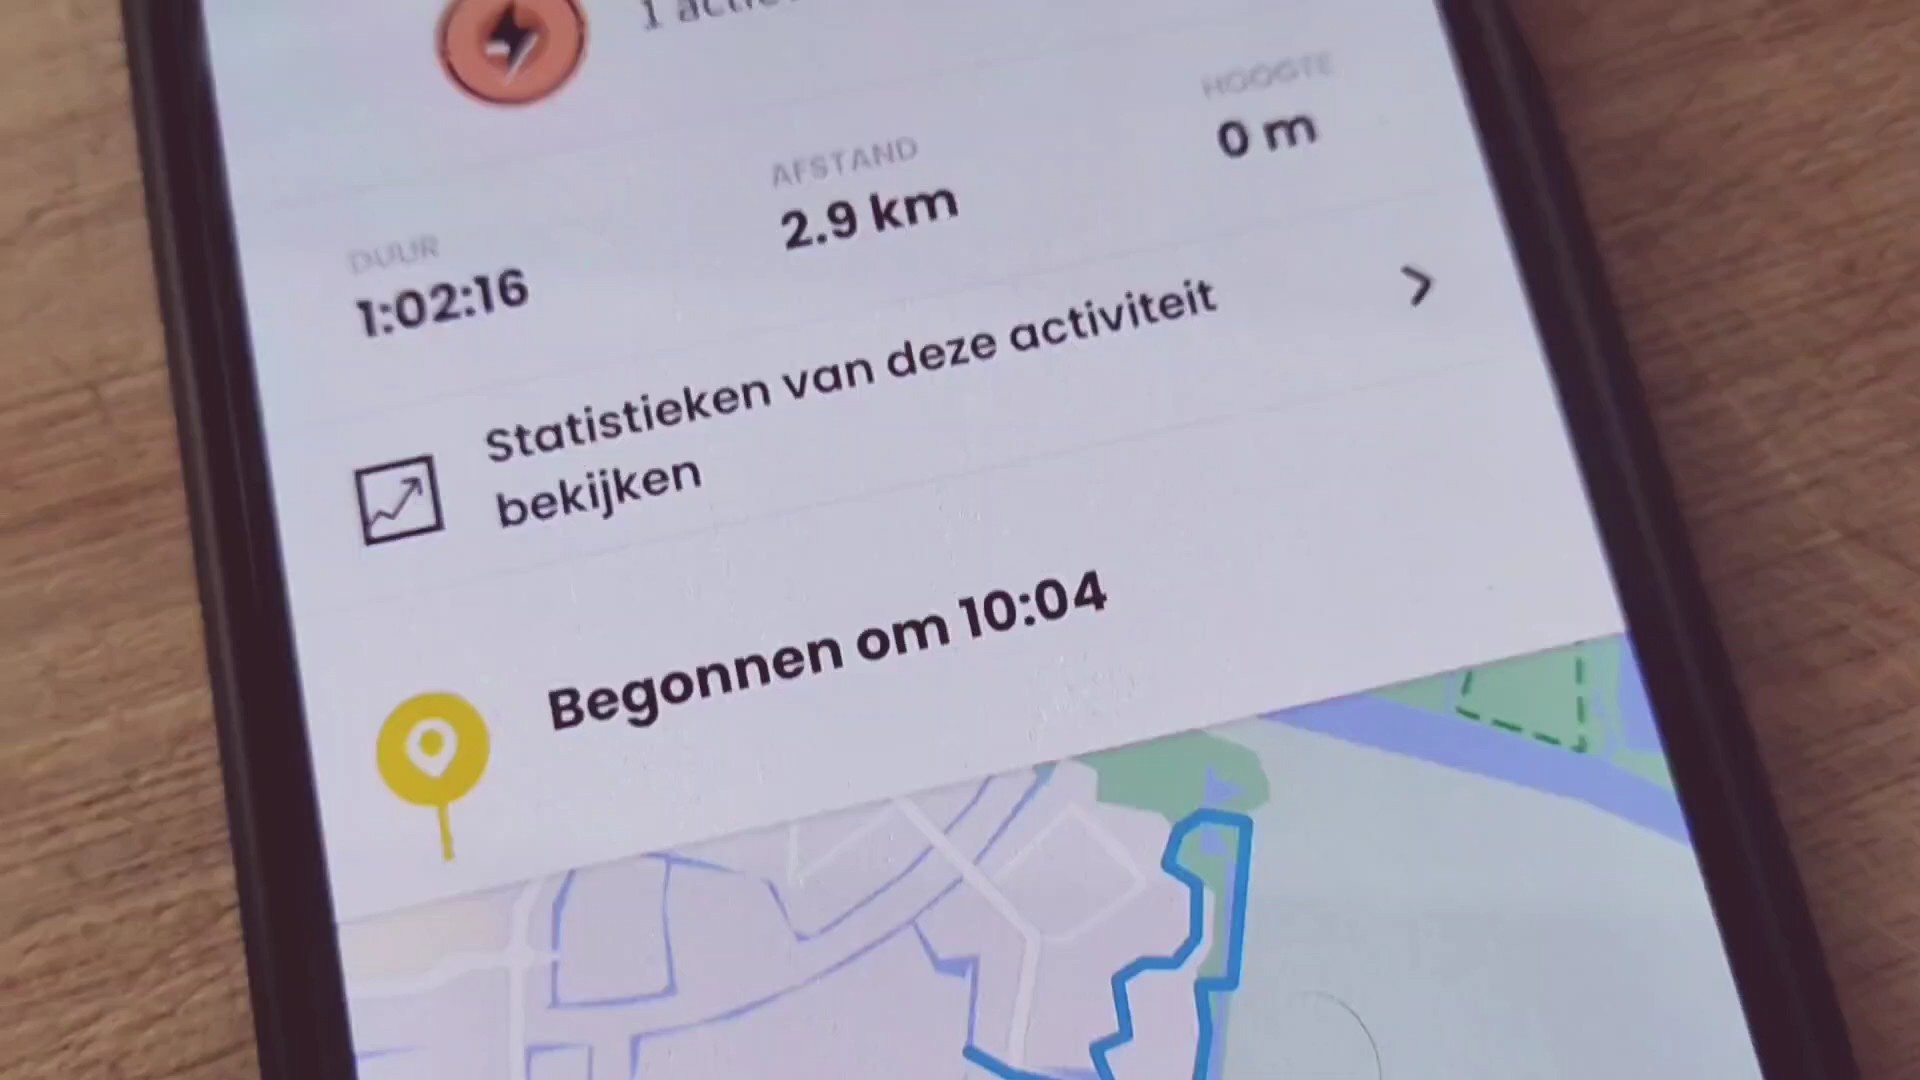 HOOGTE
0 m
AFSTAND
2.9 km
DUUR
1:02:16
Statistieken van deze activiteit
bekijken
Begonnen om 10:04